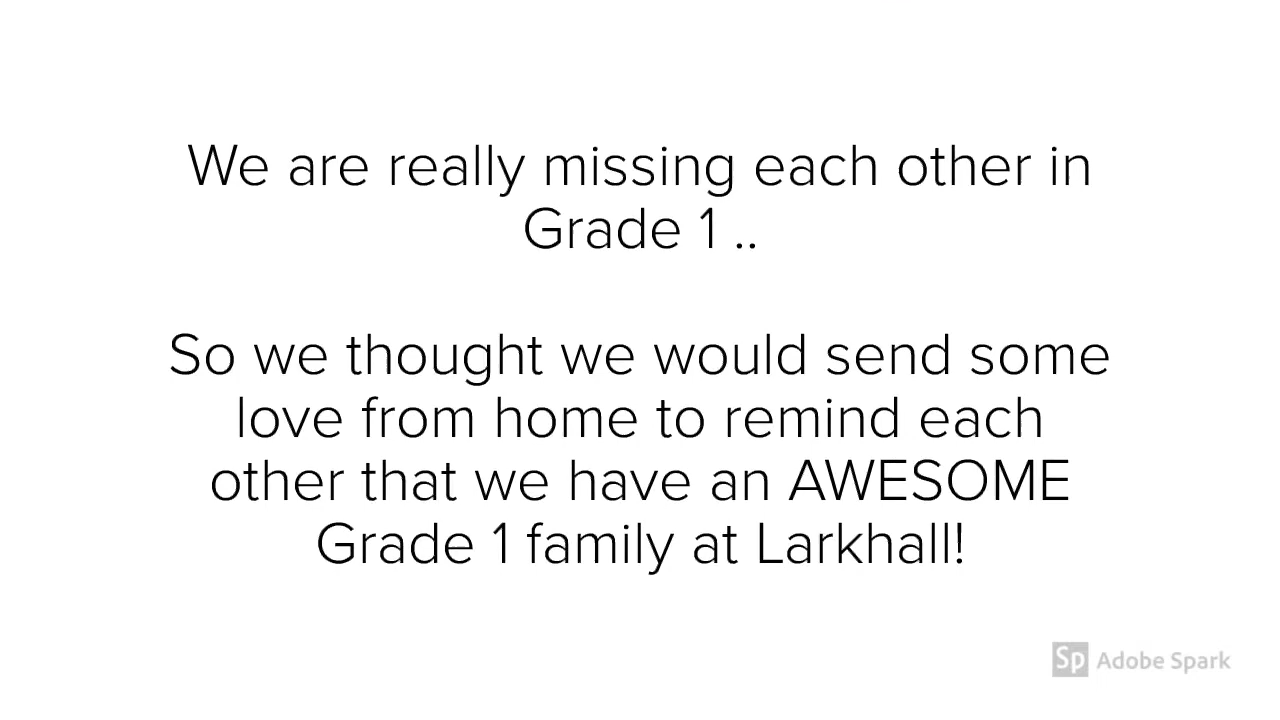 We are really missing each other in
Grade 1 ..
So we thought we would send some
love from home to remind each
other that we have an AWESOME
Grade 1 family at Larkhall!
Sp Adobe Spark